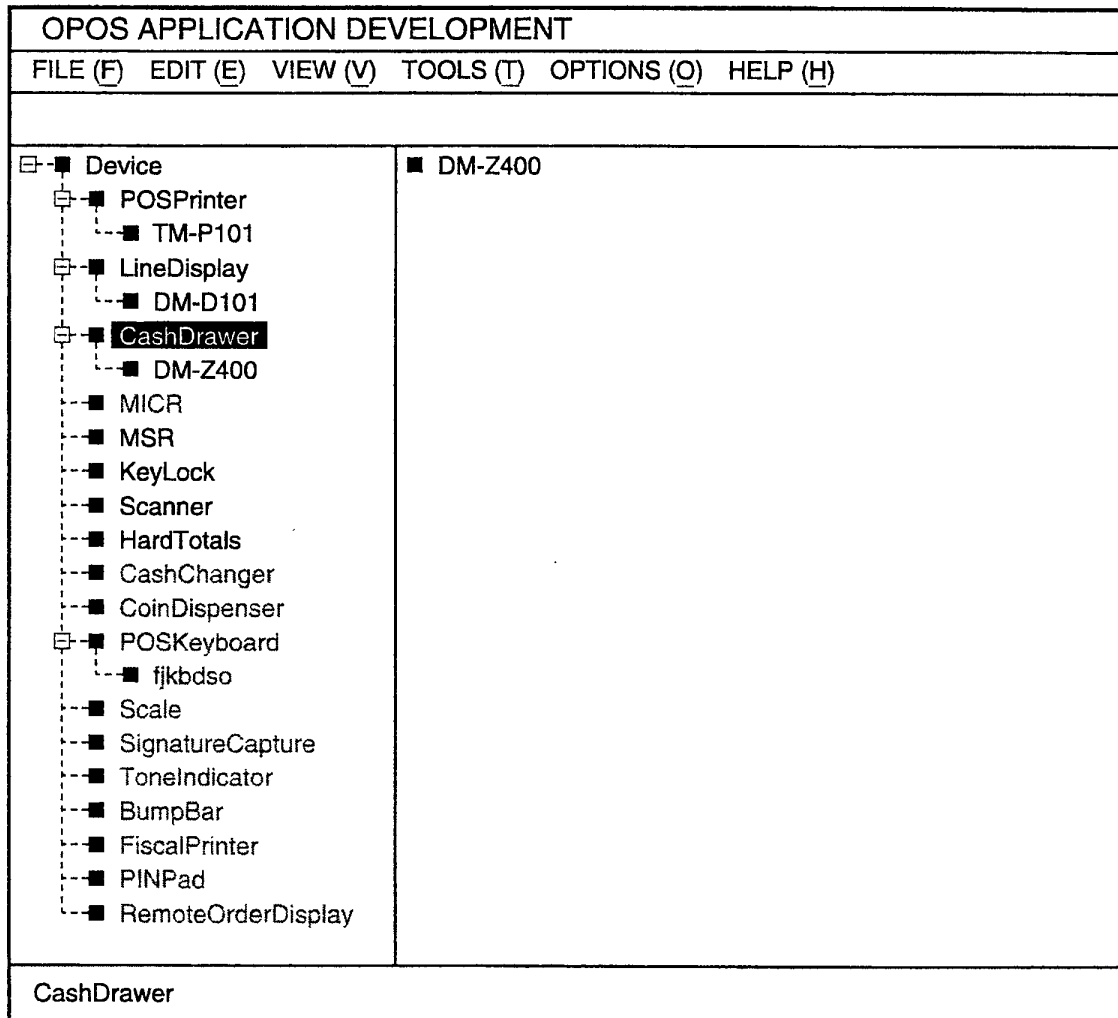 OPOS APPLICATION DEVELOPMENT
FILE (F) EDIT (E) VIEW (V) TOOLS (T) OPTIONS (O) HELP (H)
Device
POSPrinter
TM-P101
LineDisplay
DM-D101
CashDrawer
DM-Z400
MICR
MSR
KeyLock
Scanner
HardTotals
CashChanger
CoinDispenser
POSKeyboard
fjkbdso
Scale
SignatureCapture
ToneIndicator
BumpBar
FiscalPrinter
PINPad
RemoteOrderDisplay
DM-Z400
CashDrawer